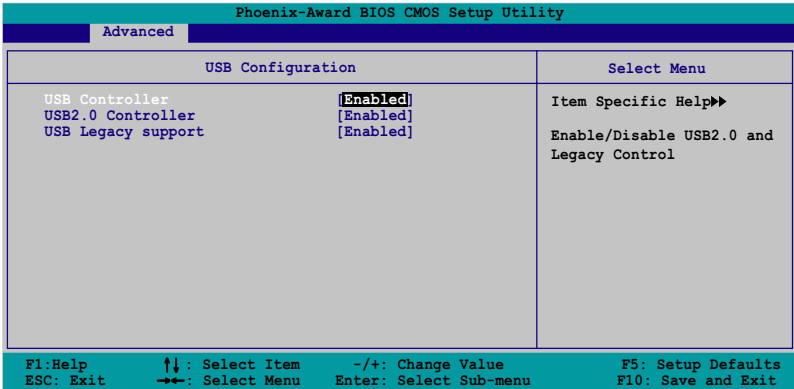 Phoenix-Award BIOS CMOS Setup Utility
Advanced
USB Configuration
Select Menu
USB Controller [Enabled]
USB2.0 Controller [Enabled]
USB Legacy support [Enabled]
Item Specific Help▶▶
Enable/Disable USB2.0 and
Legacy Control
F1:Help ↑↓: Select Item -/+: Change Value F5: Setup Defaults
ESC: Exit →←: Select Menu Enter: Select Sub-menu F10: Save and Exit